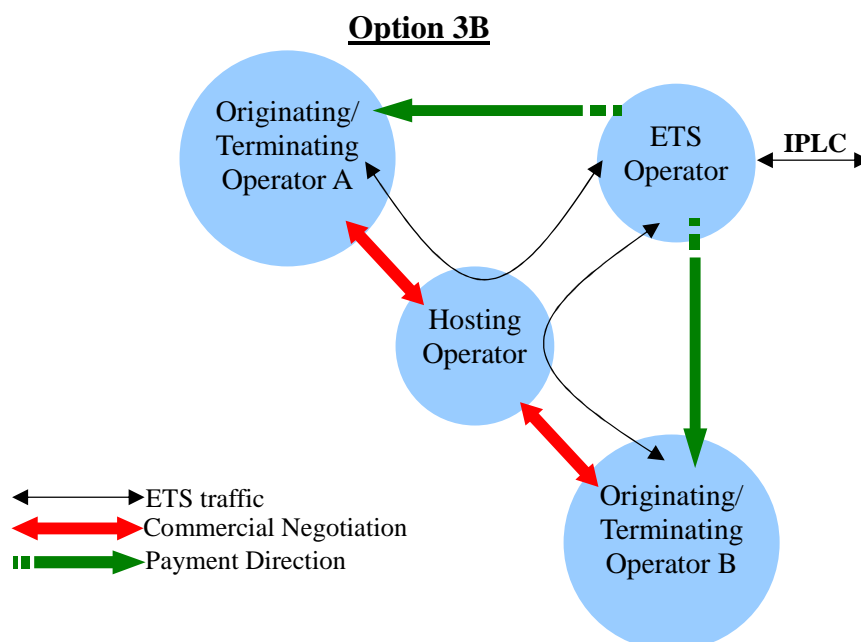 Option 3B
Originating/
Terminating
Operator A
ETS
Operator
IPLC
Hosting
Operator
Originating/
Terminating
Operator B
ETS traffic
Commercial Negotiation
Payment Direction